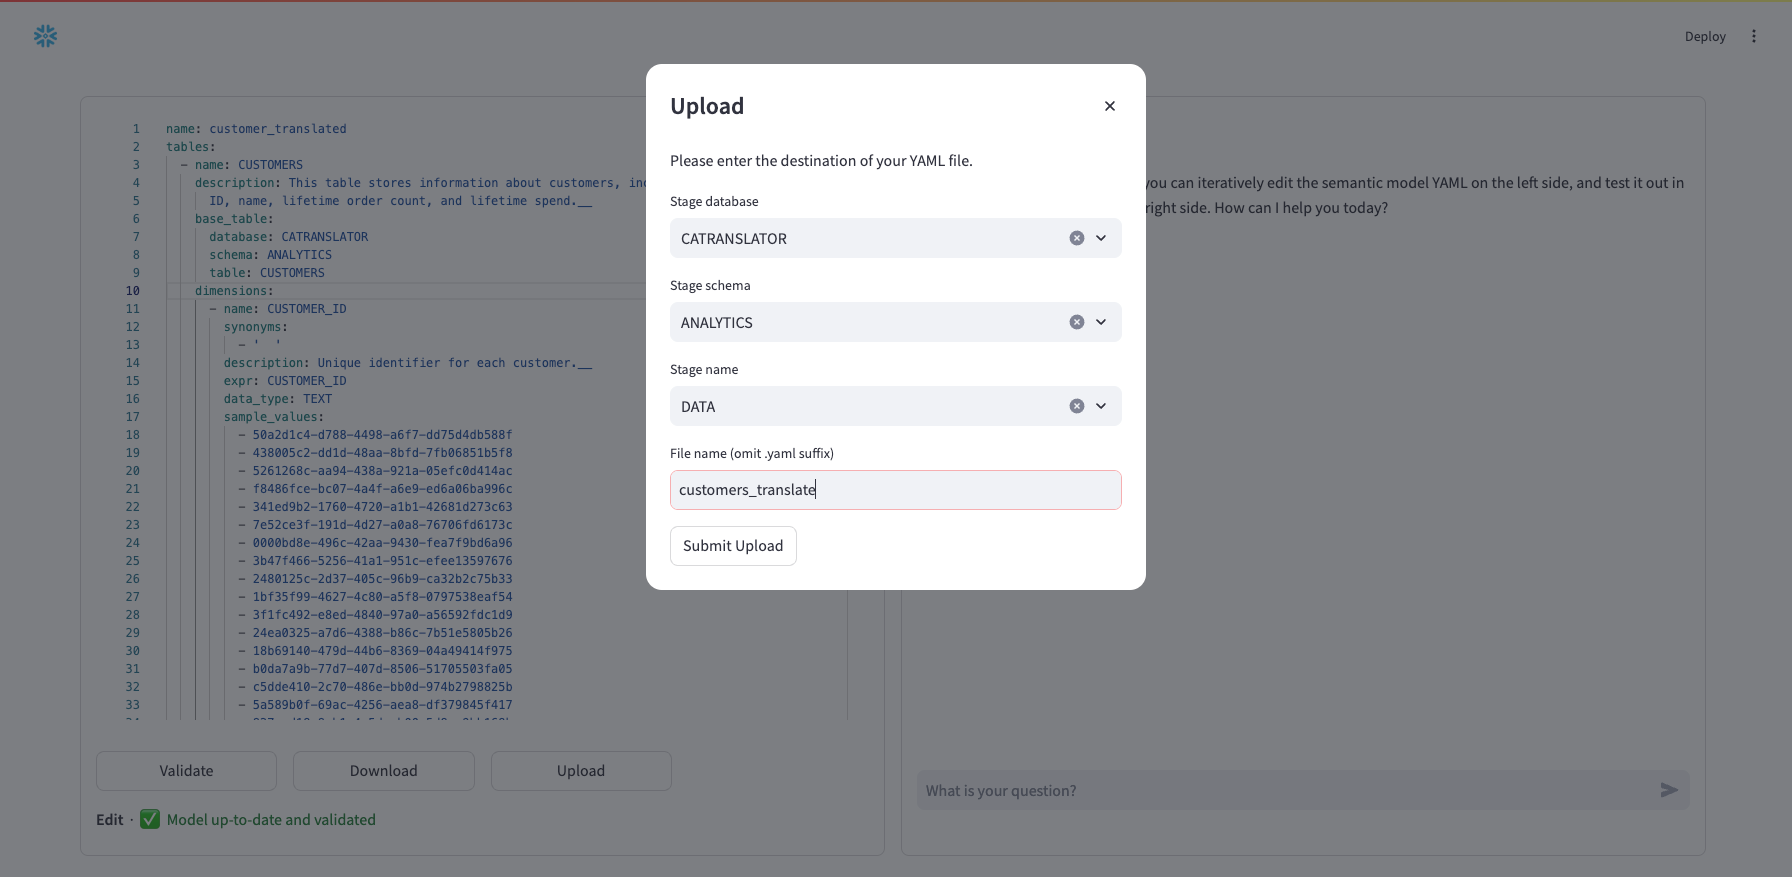 Deploy
1 name: customer_translated
2 tables:
3 - name: CUSTOMERS
4 description: This table stores information about customers, inc
5 ID, name, lifetime order count, and lifetime spend.__
6 base_table:
7 database: CATRANSLATOR
8 schema: ANALYTICS
9 table: CUSTOMERS
10 dimensions:
11 - name: CUSTOMER_ID
12 synonyms:
13 - ' '
14 description: Unique identifier for each customer.__
15 expr: CUSTOMER_ID
16 data_type: TEXT
17 sample_values:
18 - 50a2d1c4-d788-4498-a6f7-dd75d4db588f
19 - 438005c2-dd1d-48aa-8bfd-7fb06851b5f8
20 - 5261268c-aa94-438a-921a-05efc0d414ac
21 - f8486fce-bc07-4a4f-a6e9-ed6a06ba996c
22 - 341ed9b2-1760-4720-a1b1-42681d273c63
23 - 7e52ce3f-191d-4d27-a0a8-76706fd6173c
24 - 0000bd8e-496c-42aa-9430-fea7f9bd6a96
25 - 3b47f466-5256-41a1-951c-efee13597676
26 - 2480125c-2d37-405c-96b9-ca32b2c75b33
27 - 1bf35f99-4627-4c80-a5f8-0797538eaf54
28 - 3f1fc492-e8ed-4840-97a0-a56592fdc1d9
29 - 24ea0325-a7d6-4388-b86c-7b51e5805b26
30 - 18b69140-479d-44b6-8369-04a49414f975
31 - b0da7a9b-77d7-407d-8506-51705503fa05
32 - c5dde410-2c70-486e-bb0d-974b2798825b
33 - 5a589b0f-69ac-4256-aea8-df379845f417
Validate
Download
Upload
Edit · ✅ Model up-to-date and validated
Upload
Please enter the destination of your YAML file.
Stage database
CATRANSLATOR
Stage schema
ANALYTICS
Stage name
DATA
File name (omit .yaml suffix)
customers_translate
Submit Upload
you can iteratively edit the semantic model YAML on the left side, and test it out in
right side. How can I help you today?
What is your question?